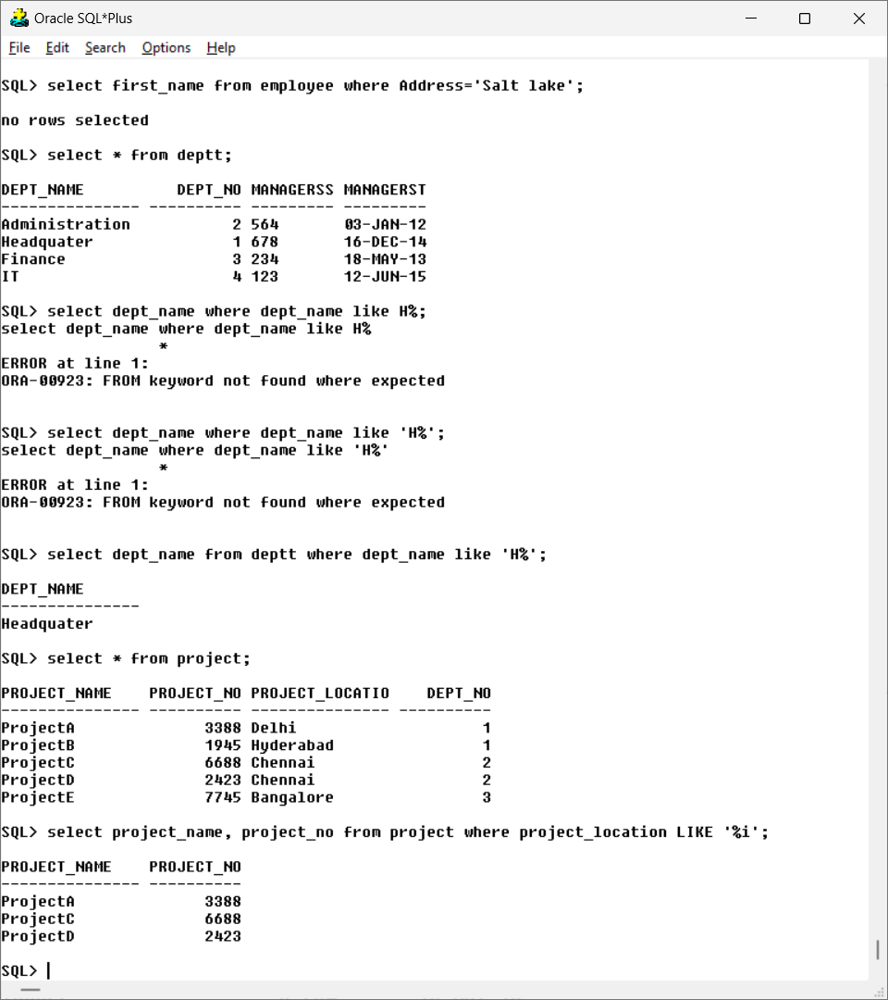 Oracle SQL*Plus
File Edit Search Options Help
SQL> select first_name from employee where Address='Salt lake';
no rows selected
SQL> select * from deptt;
DEPT_NAME          DEPT_NO MANAGERSS MANAGERST
--------------- ---------- --------- ---------
Administration           2 564       03-JAN-12
Headquater               1 678       16-DEC-14
Finance                  3 234       18-MAY-13
IT                       4 123       12-JUN-15
SQL> select dept_name where dept_name like H%;
select dept_name where dept_name like H%
                 *
ERROR at line 1:
ORA-00923: FROM keyword not found where expected
SQL> select dept_name where dept_name like 'H%';
select dept_name where dept_name like 'H%'
                 *
ERROR at line 1:
ORA-00923: FROM keyword not found where expected
SQL> select dept_name from deptt where dept_name like 'H%';
DEPT_NAME
---------------
Headquater
SQL> select * from project;
PROJECT_NAME    PROJECT_NO PROJECT_LOCATIO    DEPT_NO
--------------- ---------- --------------- ----------
ProjectA              3388 Delhi                    1
ProjectB              1945 Hyderabad                1
ProjectC              6688 Chennai                  2
ProjectD              2423 Chennai                  2
ProjectE              7745 Bangalore                3
SQL> select project_name, project_no from project where project_location LIKE '%i';
PROJECT_NAME    PROJECT_NO
--------------- ----------
ProjectA              3388
ProjectC              6688
ProjectD              2423
SQL>